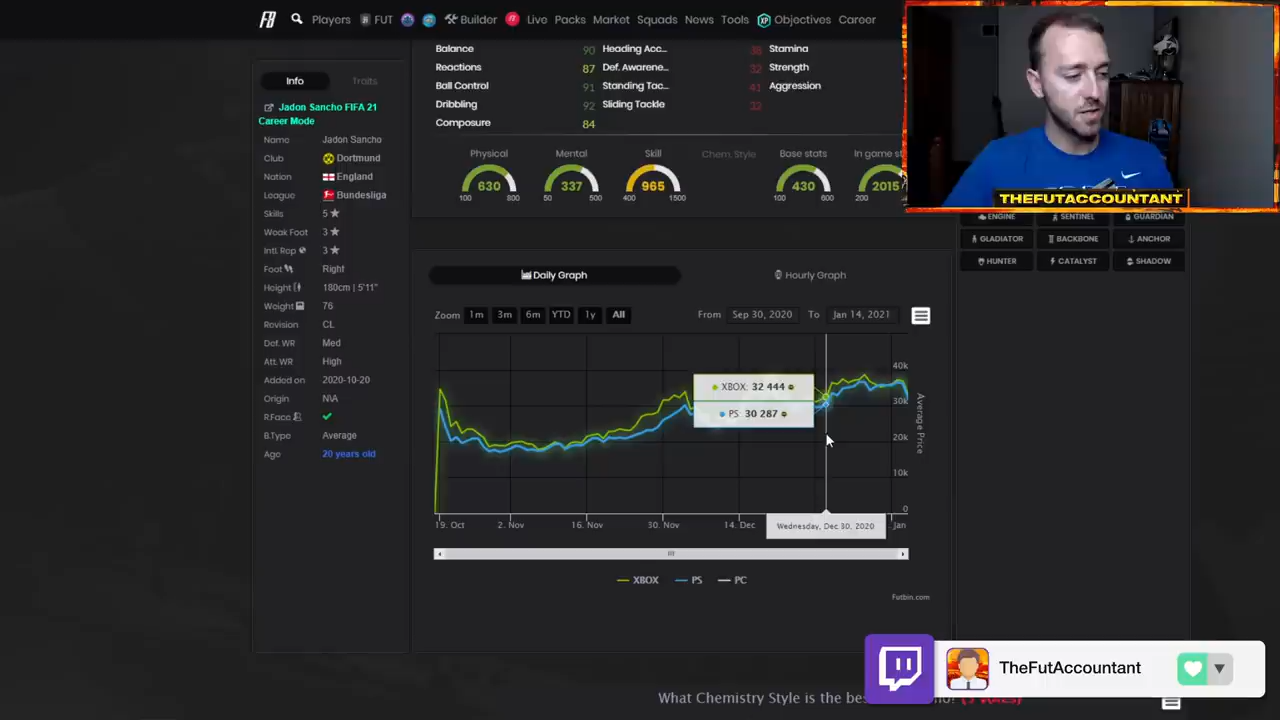 Players FUT Builder Live Packs Market Squads News Tools Objectives Career
THEFUTACCOUNTANT
Info Traits
Jadon Sancho FIFA 21 Career Mode
Name Jadon Sancho
Club Dortmund
Nation England
League Bundesliga
Skills 5★
Weak Foot 3★
Intl.Rep 3★
Foot Right
Height 180cm | 5'11"
Weight 76
Revision CL
Def.WR Med
Att.WR High
Added on 2020-10-20
Origin N\A
R.Face
B.Type Average
Age 20 years old
Balance 90 Heading Acc... 38 Stamina
Reactions 87 Def. Awarene... 32 Strength
Ball Control 91 Standing Tac... 41 Aggression
Dribbling 92 Sliding Tackle 32
Composure 84
Physical Mental Skill Chem. Style Base stats In game st
630 337 965 430 2015
100 800 50 500 100 1500 100 600 200
ENGINE SENTINEL GUARDIAN
GLADIATOR BACKBONE ANCHOR
HUNTER CATALYST SHADOW
Daily Graph Hourly Graph
Zoom 1m 3m 6m YTD 1y All From Sep 30, 2020 To Jan 14, 2021
XBOX: 32 444
PS: 30 287
40k
30k
20k
10k
0
Average Price
19. Oct 2. Nov 16. Nov 30. Nov 14. Dec Wednesday, Dec 30, 2020 . Jan
XBOX PS PC
Futbin.com
TheFutAccountant
What Chemistry Style is the bes